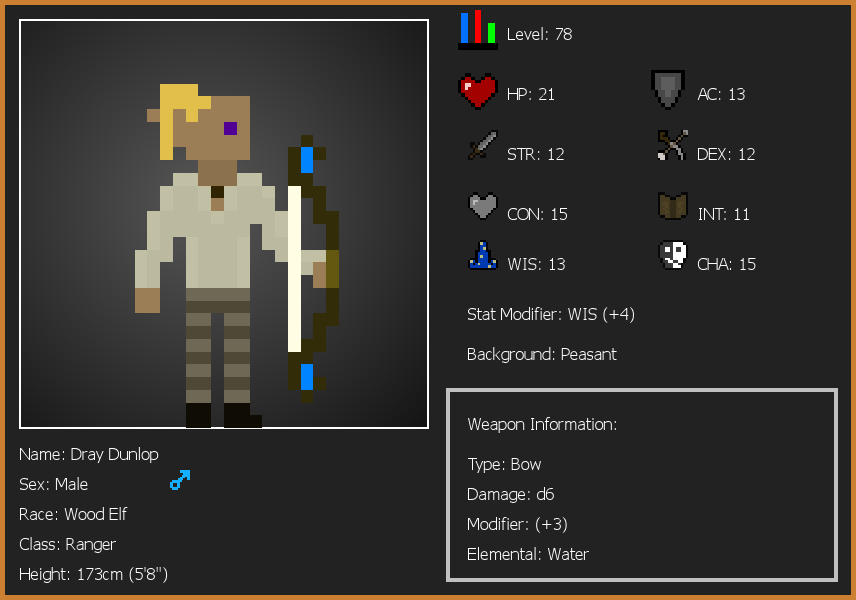 Level: 78
HP: 21
AC: 13
STR: 12
DEX: 12
CON: 15
INT: 11
WIS: 13
CHA: 15
Stat Modifier: WIS (+4)
Background: Peasant
Weapon Information:
Type: Bow
Damage: d6
Modifier: (+3)
Elemental: Water
Name: Dray Dunlop
Sex: Male
Race: Wood Elf
Class: Ranger
Height: 173cm (5'8")